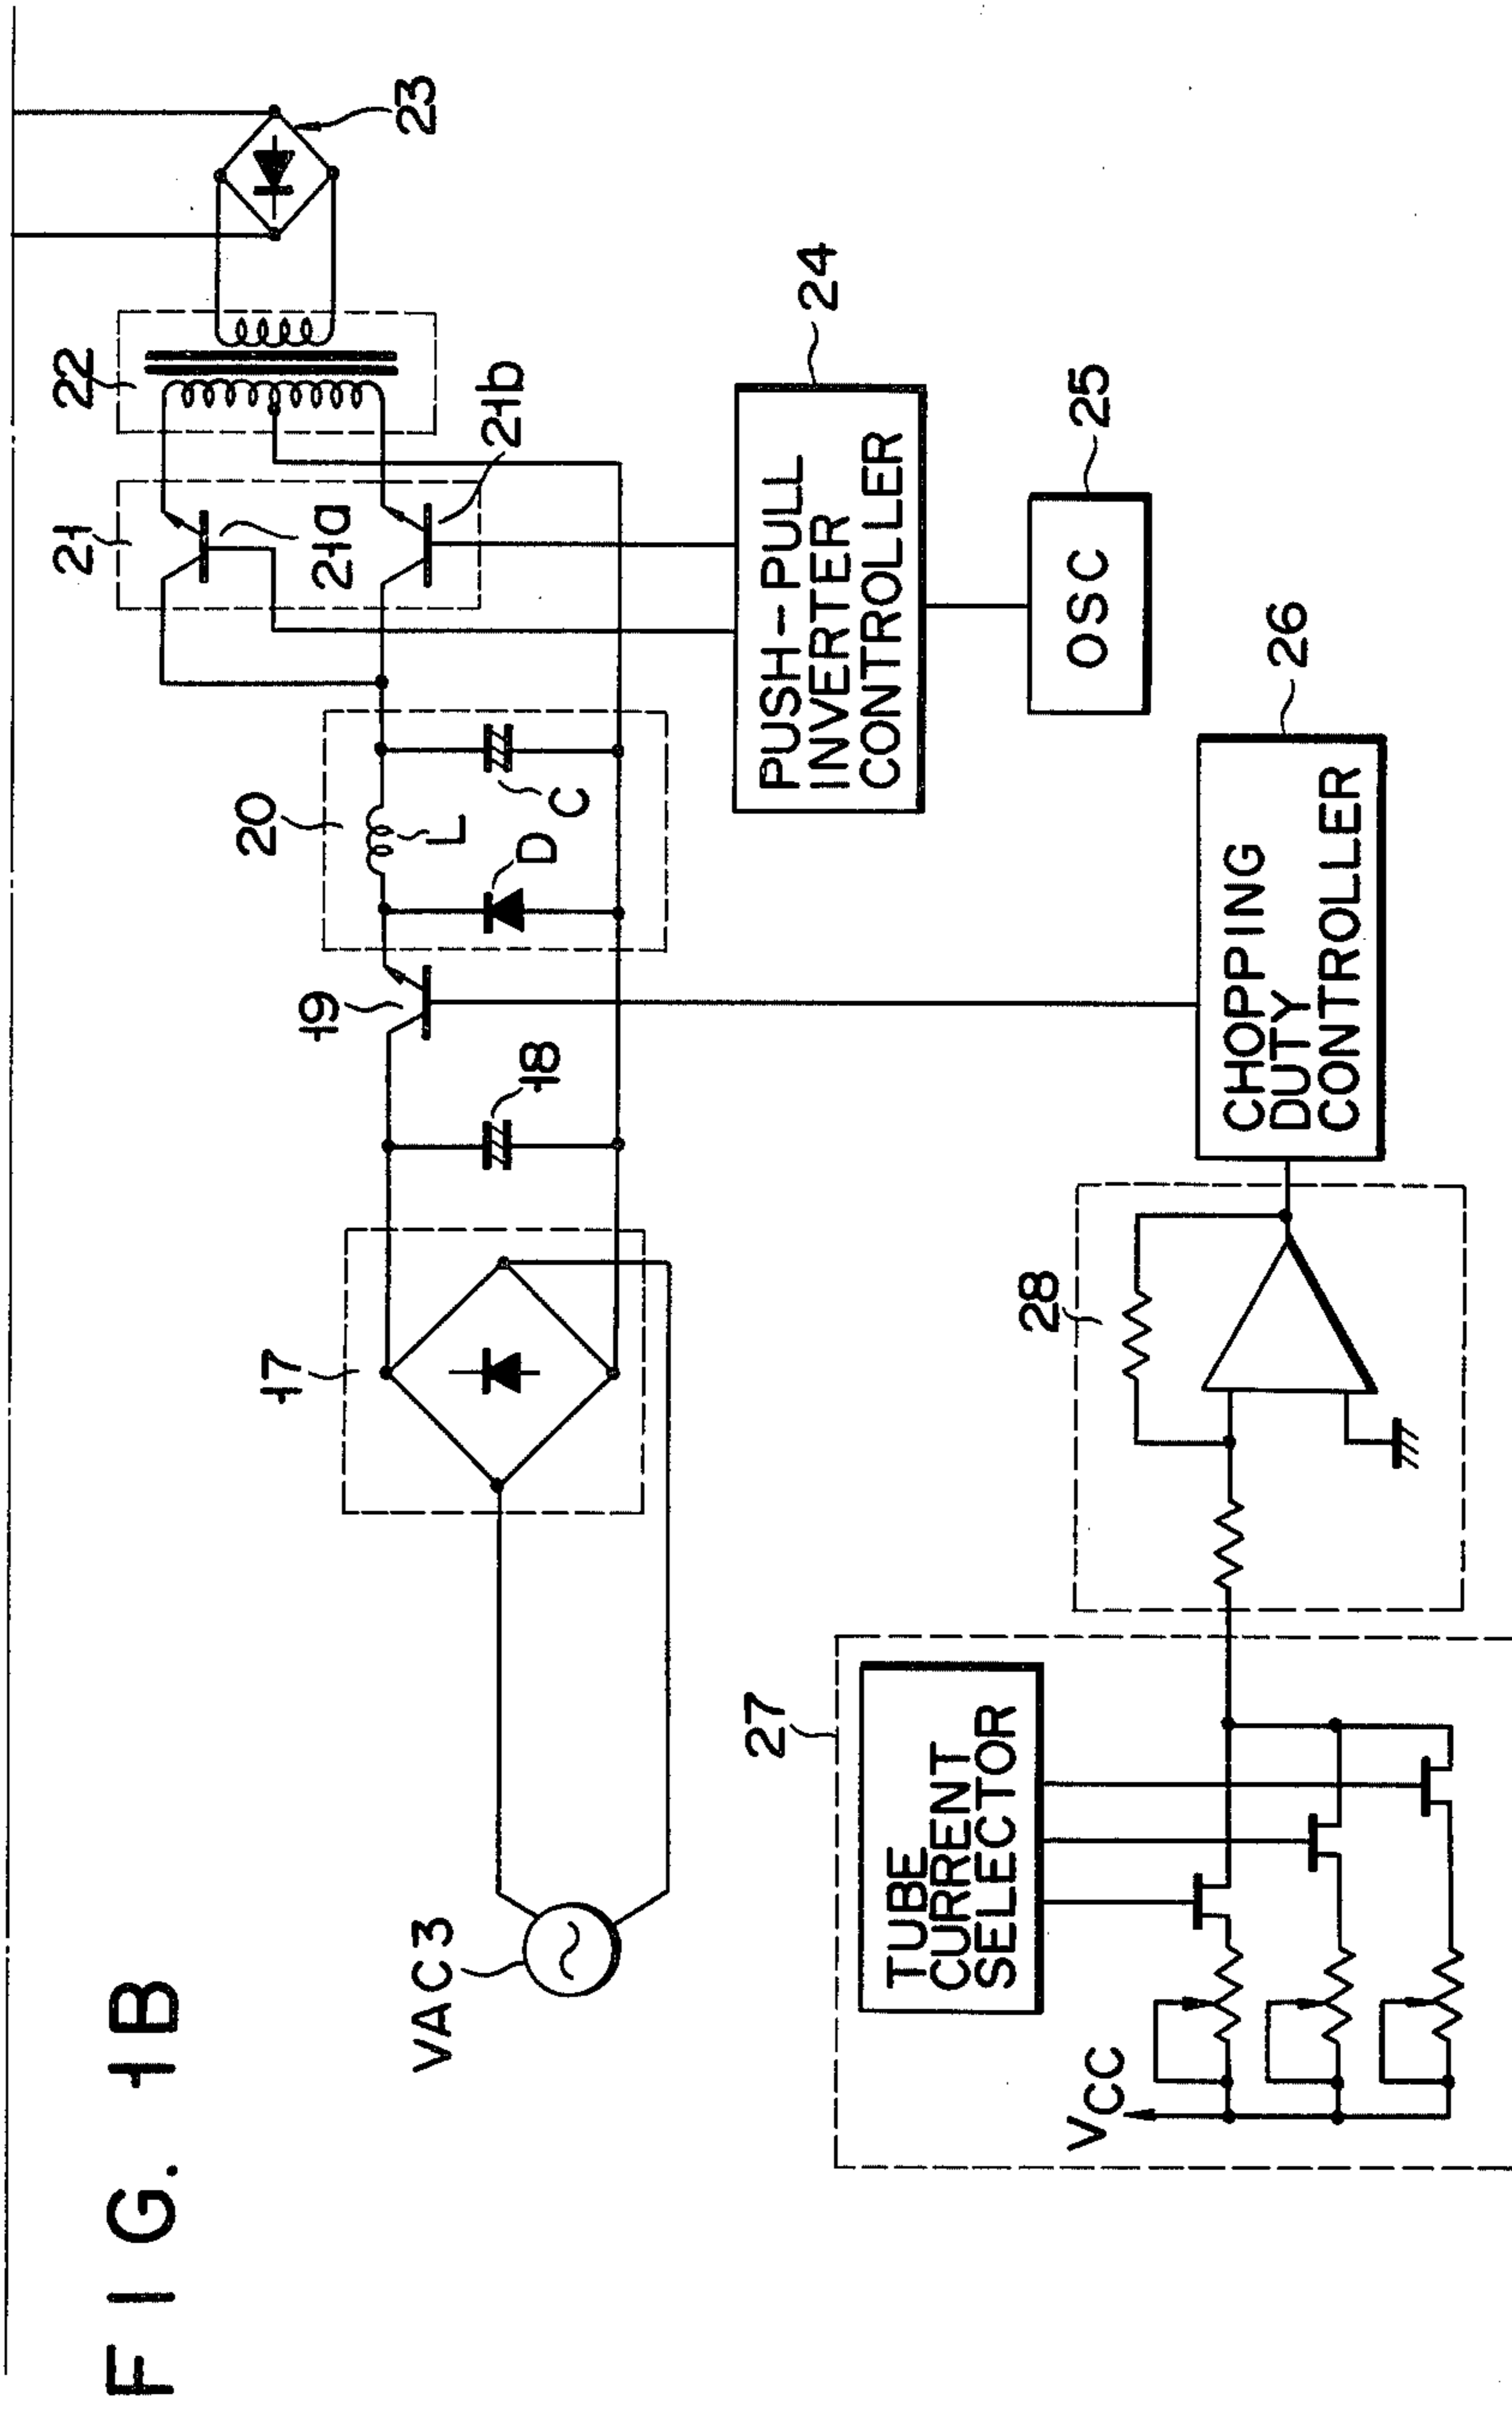 FIG. 1B
22
23
21
21a
21b
20
L
D
C
19
18
17
VAC3
24
PUSH-PULL
INVERTER
CONTROLLER
25
OSC
26
CHOPPING
DUTY
CONTROLLER
28
27
TUBE
CURRENT
SELECTOR
VCC